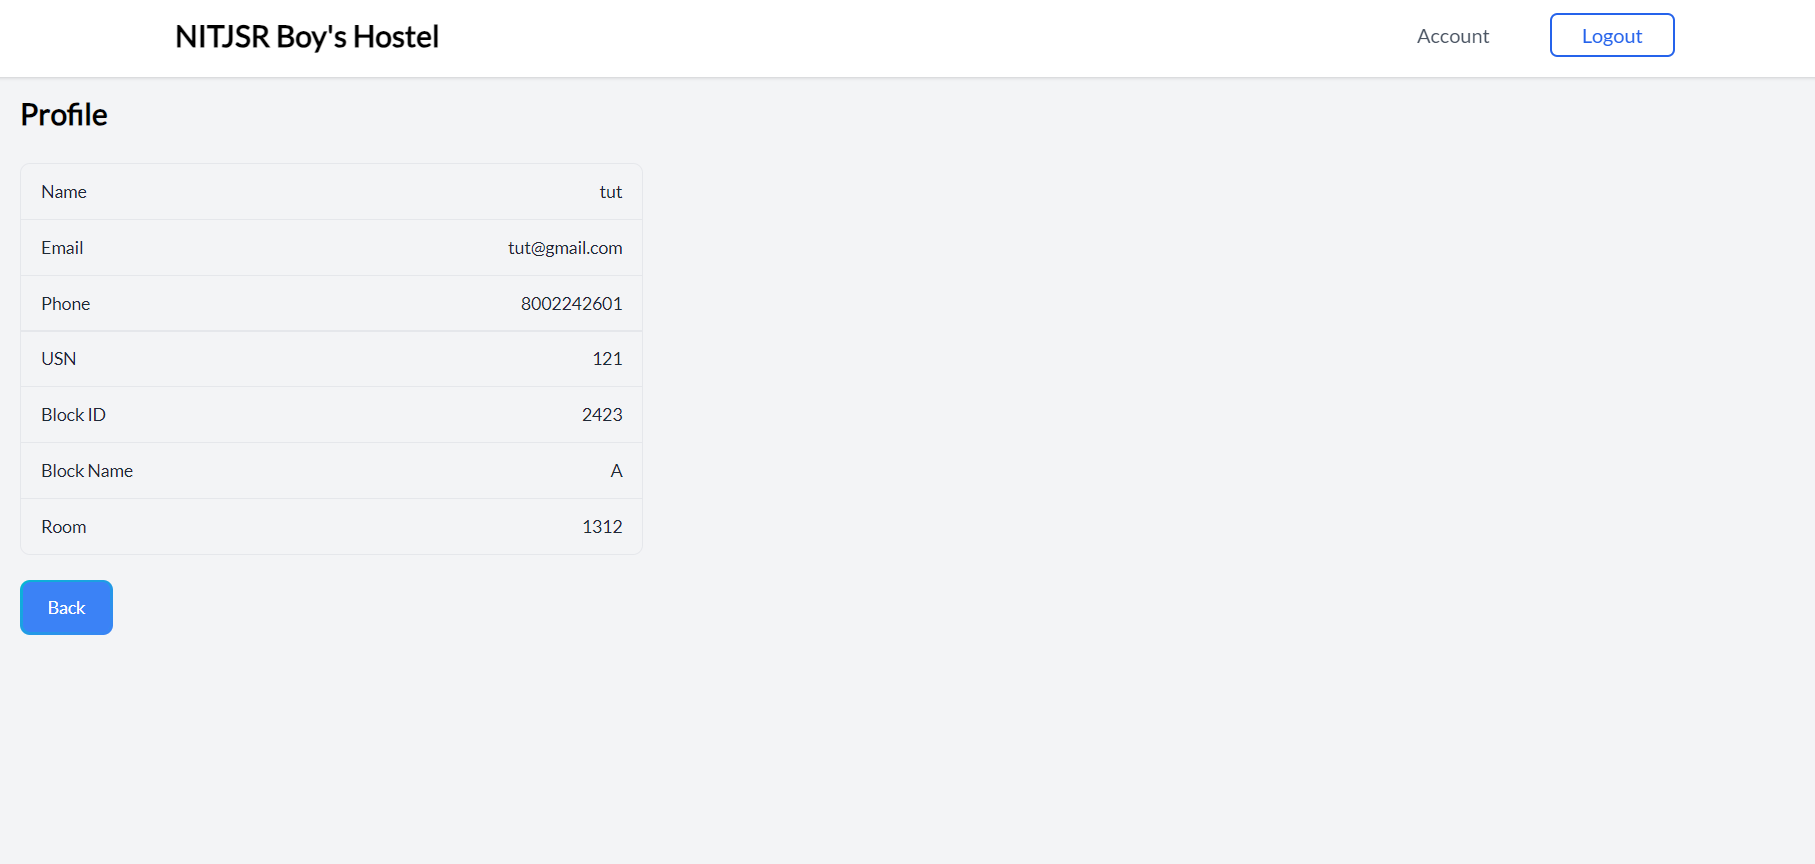 NITJSR Boy's Hostel Account Logout
Profile
Name tut
Email tut@gmail.com
Phone 8002242601
USN 121
Block ID 2423
Block Name A
Room 1312
Back